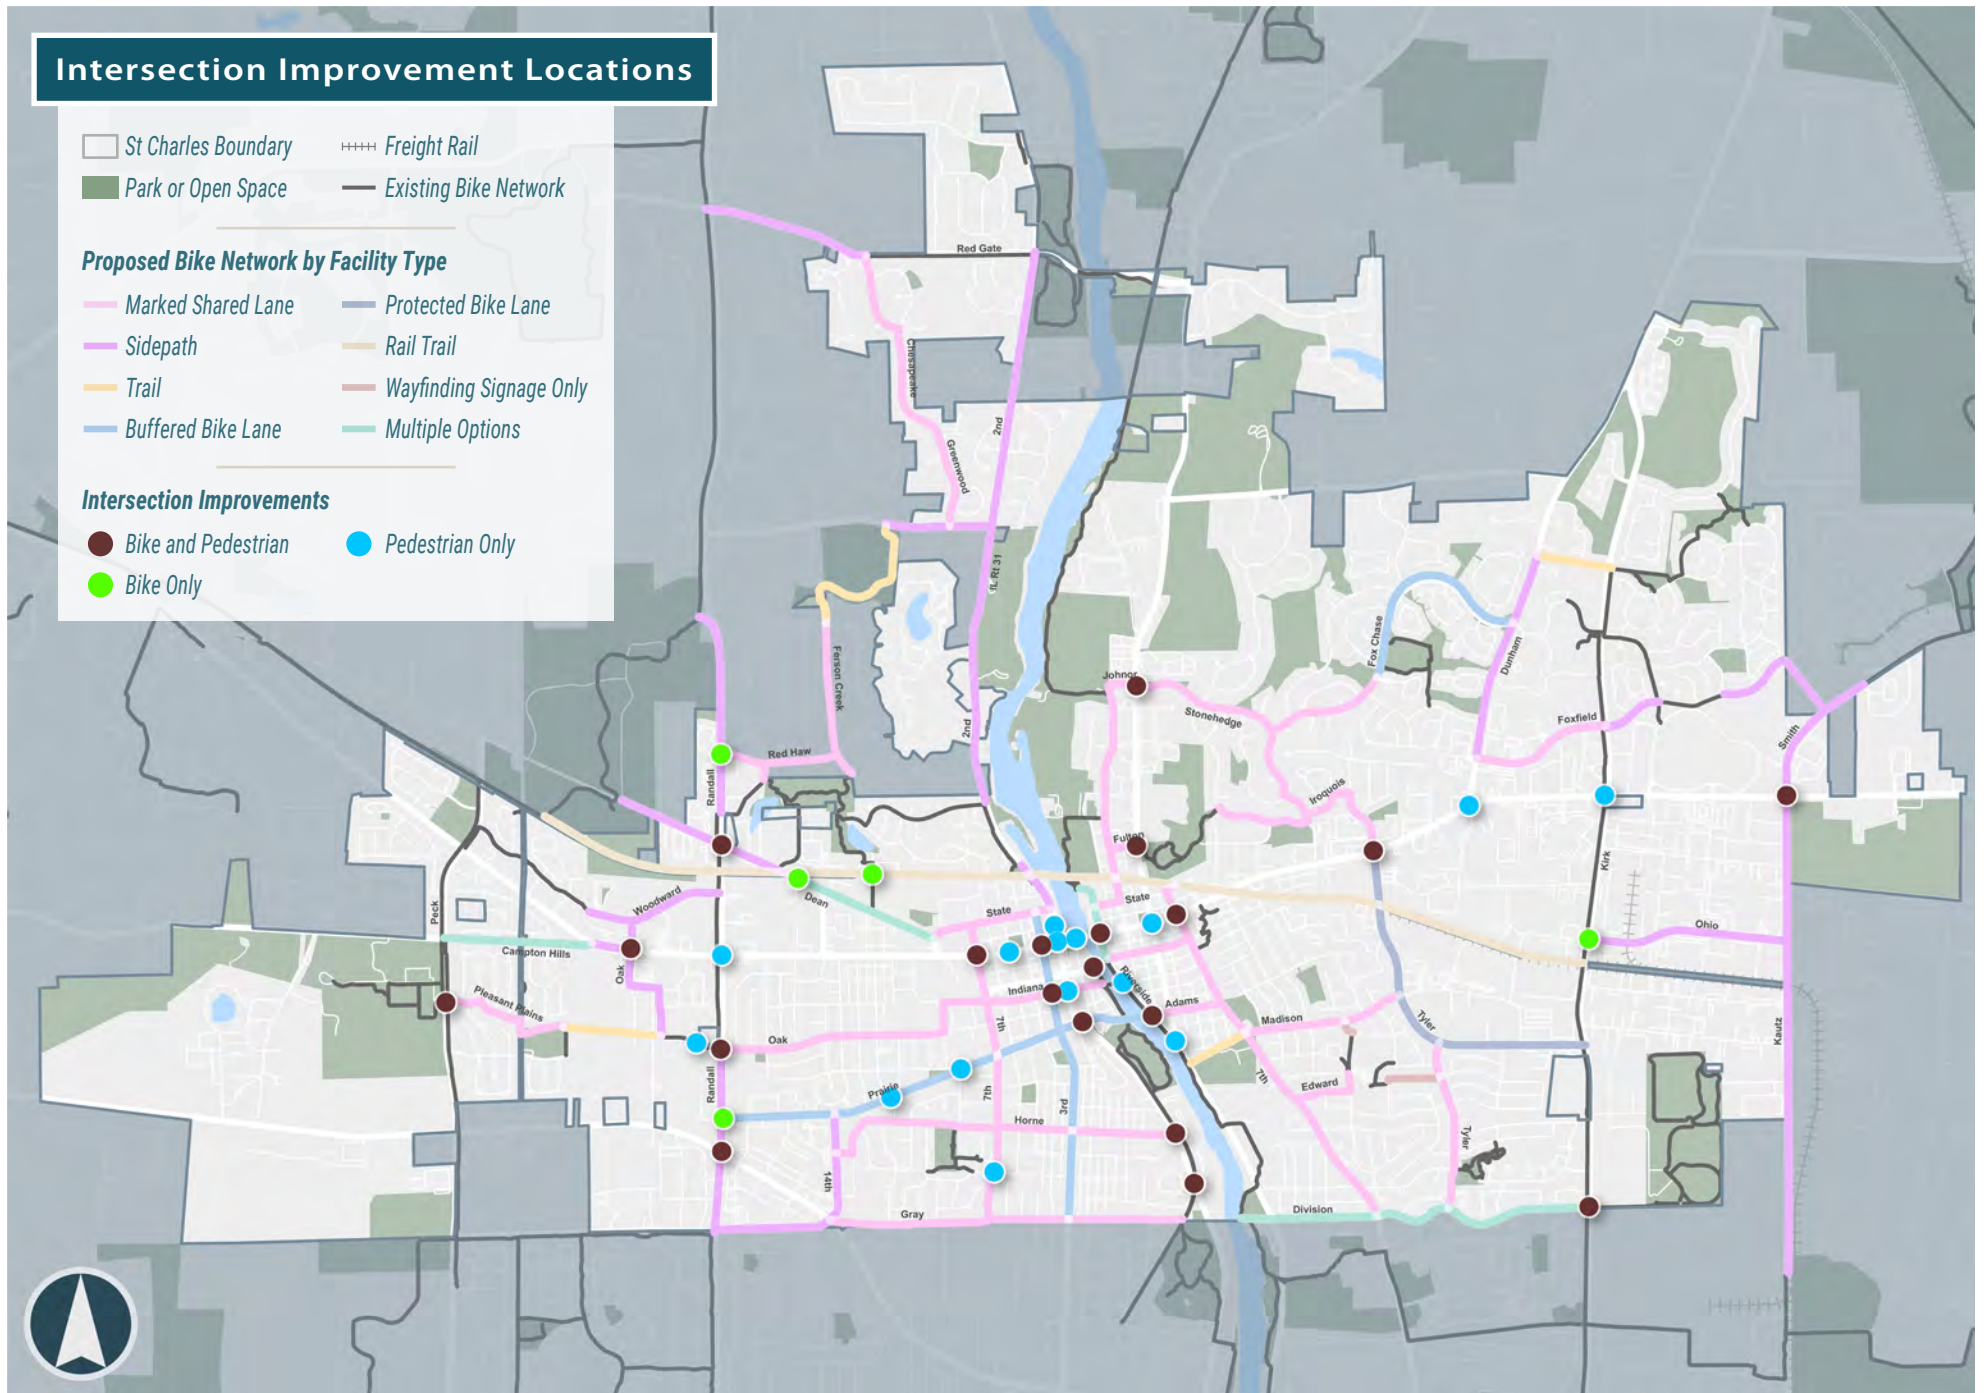 Intersection Improvement Locations
St Charles Boundary
Freight Rail
Park or Open Space
Existing Bike Network
Proposed Bike Network by Facility Type
Marked Shared Lane
Protected Bike Lane
Sidepath
Rail Trail
Trail
Wayfinding Signage Only
Buffered Bike Lane
Multiple Options
Intersection Improvements
Bike and Pedestrian
Pedestrian Only
Bike Only
Red Gate
Chesapeake
2nd
Greenwood
IL Rt 31
Fox Chase
Dunham
Ferson Creek
Johnor
Stonehedge
Foxfield
2nd
Smith
Red Haw
Randall
Iroquois
Fulton
Kirk
Woodward
Dean
State
State
Peck
Ohio
Campton Hills
Oak
Riverside
Pleasant Plains
Indiana
Adams
Oak
7th
Madison
Tyler
Kautz
Randall
Prairie
7th
3rd
7th
Edward
Horne
Tyler
14th
Gray
Division